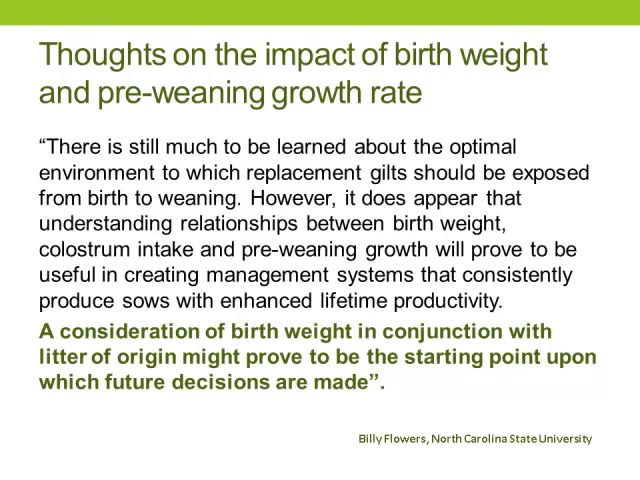 Thoughts on the impact of birth weight
and pre-weaning growth rate
“There is still much to be learned about the optimal
environment to which replacement gilts should be exposed
from birth to weaning. However, it does appear that
understanding relationships between birth weight,
colostrum intake and pre-weaning growth will prove to be
useful in creating management systems that consistently
produce sows with enhanced lifetime productivity.
A consideration of birth weight in conjunction with
litter of origin might prove to be the starting point upon
which future decisions are made”.
Billy Flowers, North Carolina State University